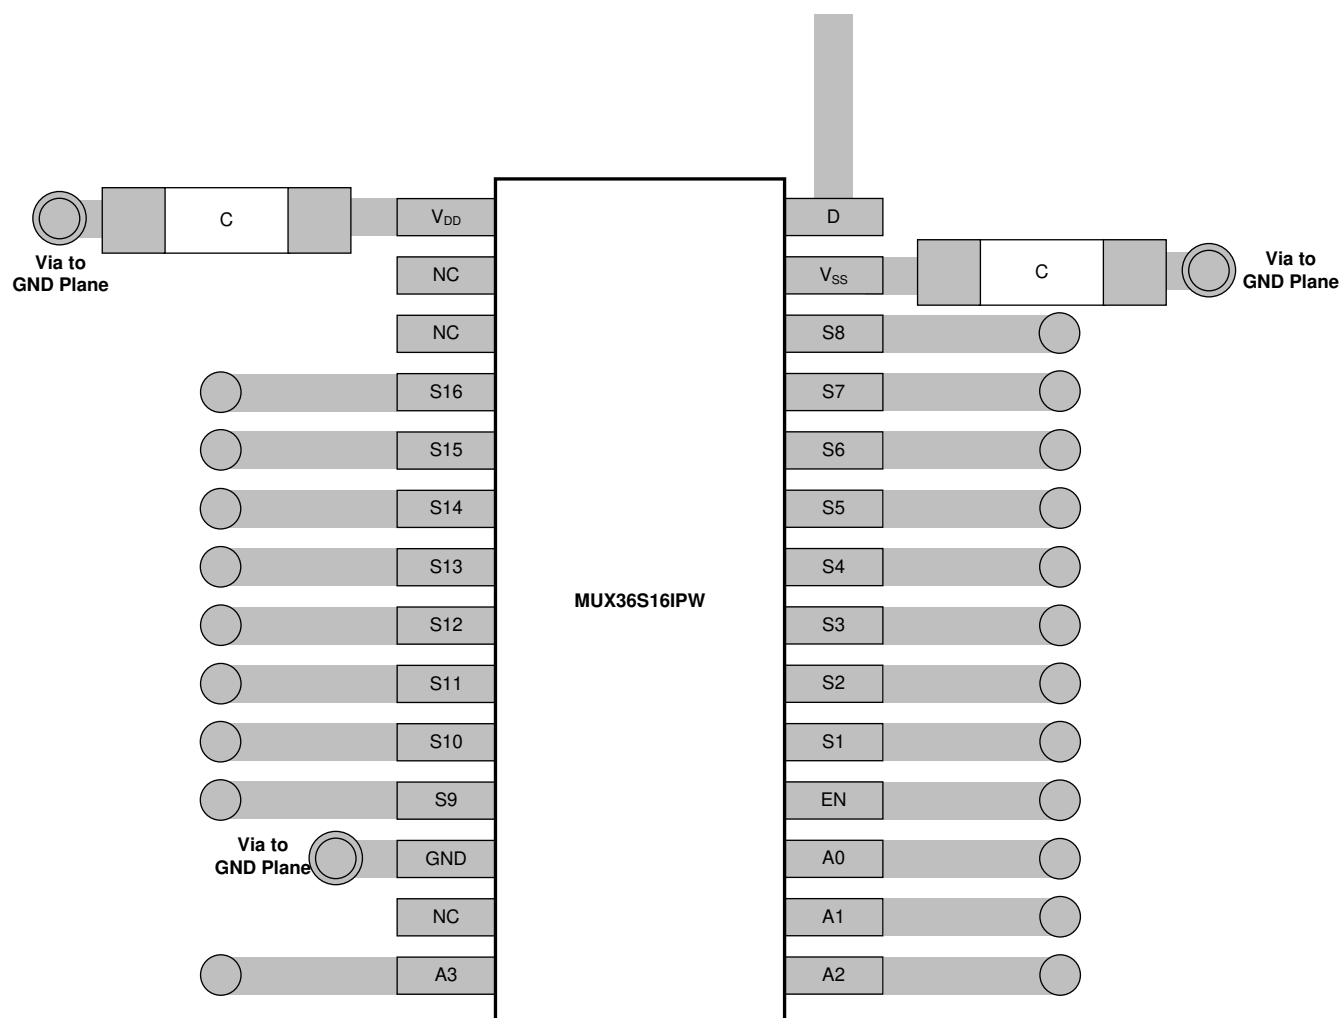 D
C
V_DD
Via to
GND Plane
NC
V_SS
C
Via to
GND Plane
NC
S8
S16
S7
S15
S6
S14
S5
S13
S4
MUX36S16IPW
S12
S3
S11
S2
S10
S1
S9
EN
Via to
GND Plane
GND
A0
NC
A1
A3
A2